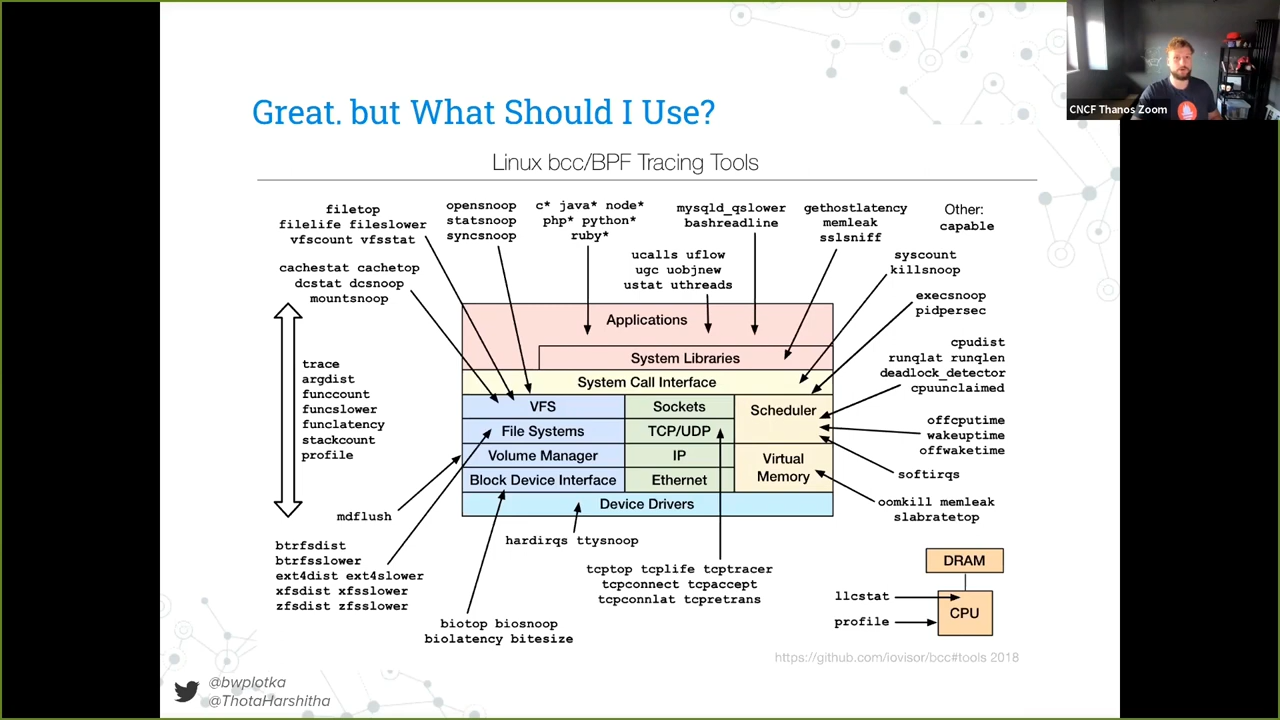 CNCF Thanos Zoom
Great. but What Should I Use?
Linux bcc/BPF Tracing Tools
filetop
filelife fileslower
vfscount vfsstat
opensnoop
statsnoop
syncsnoop
c* java* node*
php* python*
ruby*
mysqld_qslower
bashreadline
gethostlatency
memleak
sslsniff
Other:
capable
cachestat cachetop
dcstat dcsnoop
mountsnoop
ucalls uflow
ugc uobjnew
ustat uthreads
syscount
killsnoop
execsnoop
pidpersec
trace
argdist
funccount
funcslower
funclatency
stackcount
profile
Applications
System Libraries
System Call Interface
VFS
File Systems
Volume Manager
Block Device Interface
Sockets
TCP/UDP
IP
Ethernet
Scheduler
Virtual
Memory
Device Drivers
cpudist
runqlat runqlen
deadlock_detector
cpuunclaimed
offcputime
wakeuptime
offwaketime
softirqs
oomkill memleak
slabratetop
mdflush
btrfsdist
btrfsslower
ext4dist ext4slower
xfsdist xfsslower
zfsdist zfsslower
hardirqs ttysnoop
biotop biosnoop
biolatency bitesize
tcptop tcplife tcptracer
tcpconnect tcpaccept
tcpconnlat tcpretrans
DRAM
CPU
llcstat
profile
https://github.com/iovisor/bcc#tools 2018
@bwplotka
@ThotaHarshitha